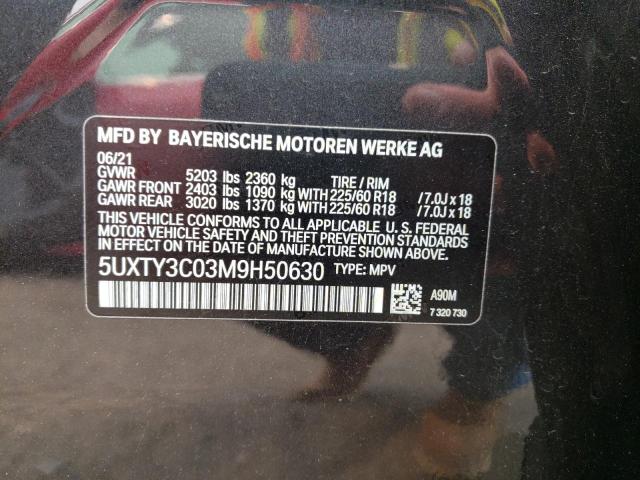 MFD BY BAYERISCHE MOTOREN WERKE AG
06/21
GVWR 5203 lbs 2360 kg TIRE / RIM
GAWR FRONT 2403 lbs 1090 kg WITH 225/60 R18 /7.0J x 18
GAWR REAR 3020 lbs 1370 kg WITH 225/60 R18 /7.0J x 18
THIS VEHICLE CONFORMS TO ALL APPLICABLE U. S. FEDERAL
MOTOR VEHICLE SAFETY, BUMPER, AND THEFT PREVENTION
STANDARDS IN EFFECT ON THE DATE OF MANUFACTURE SHOWN ABOVE.
5UXTY3C03M9H50630 TYPE: MPV
A90M
7 320 730